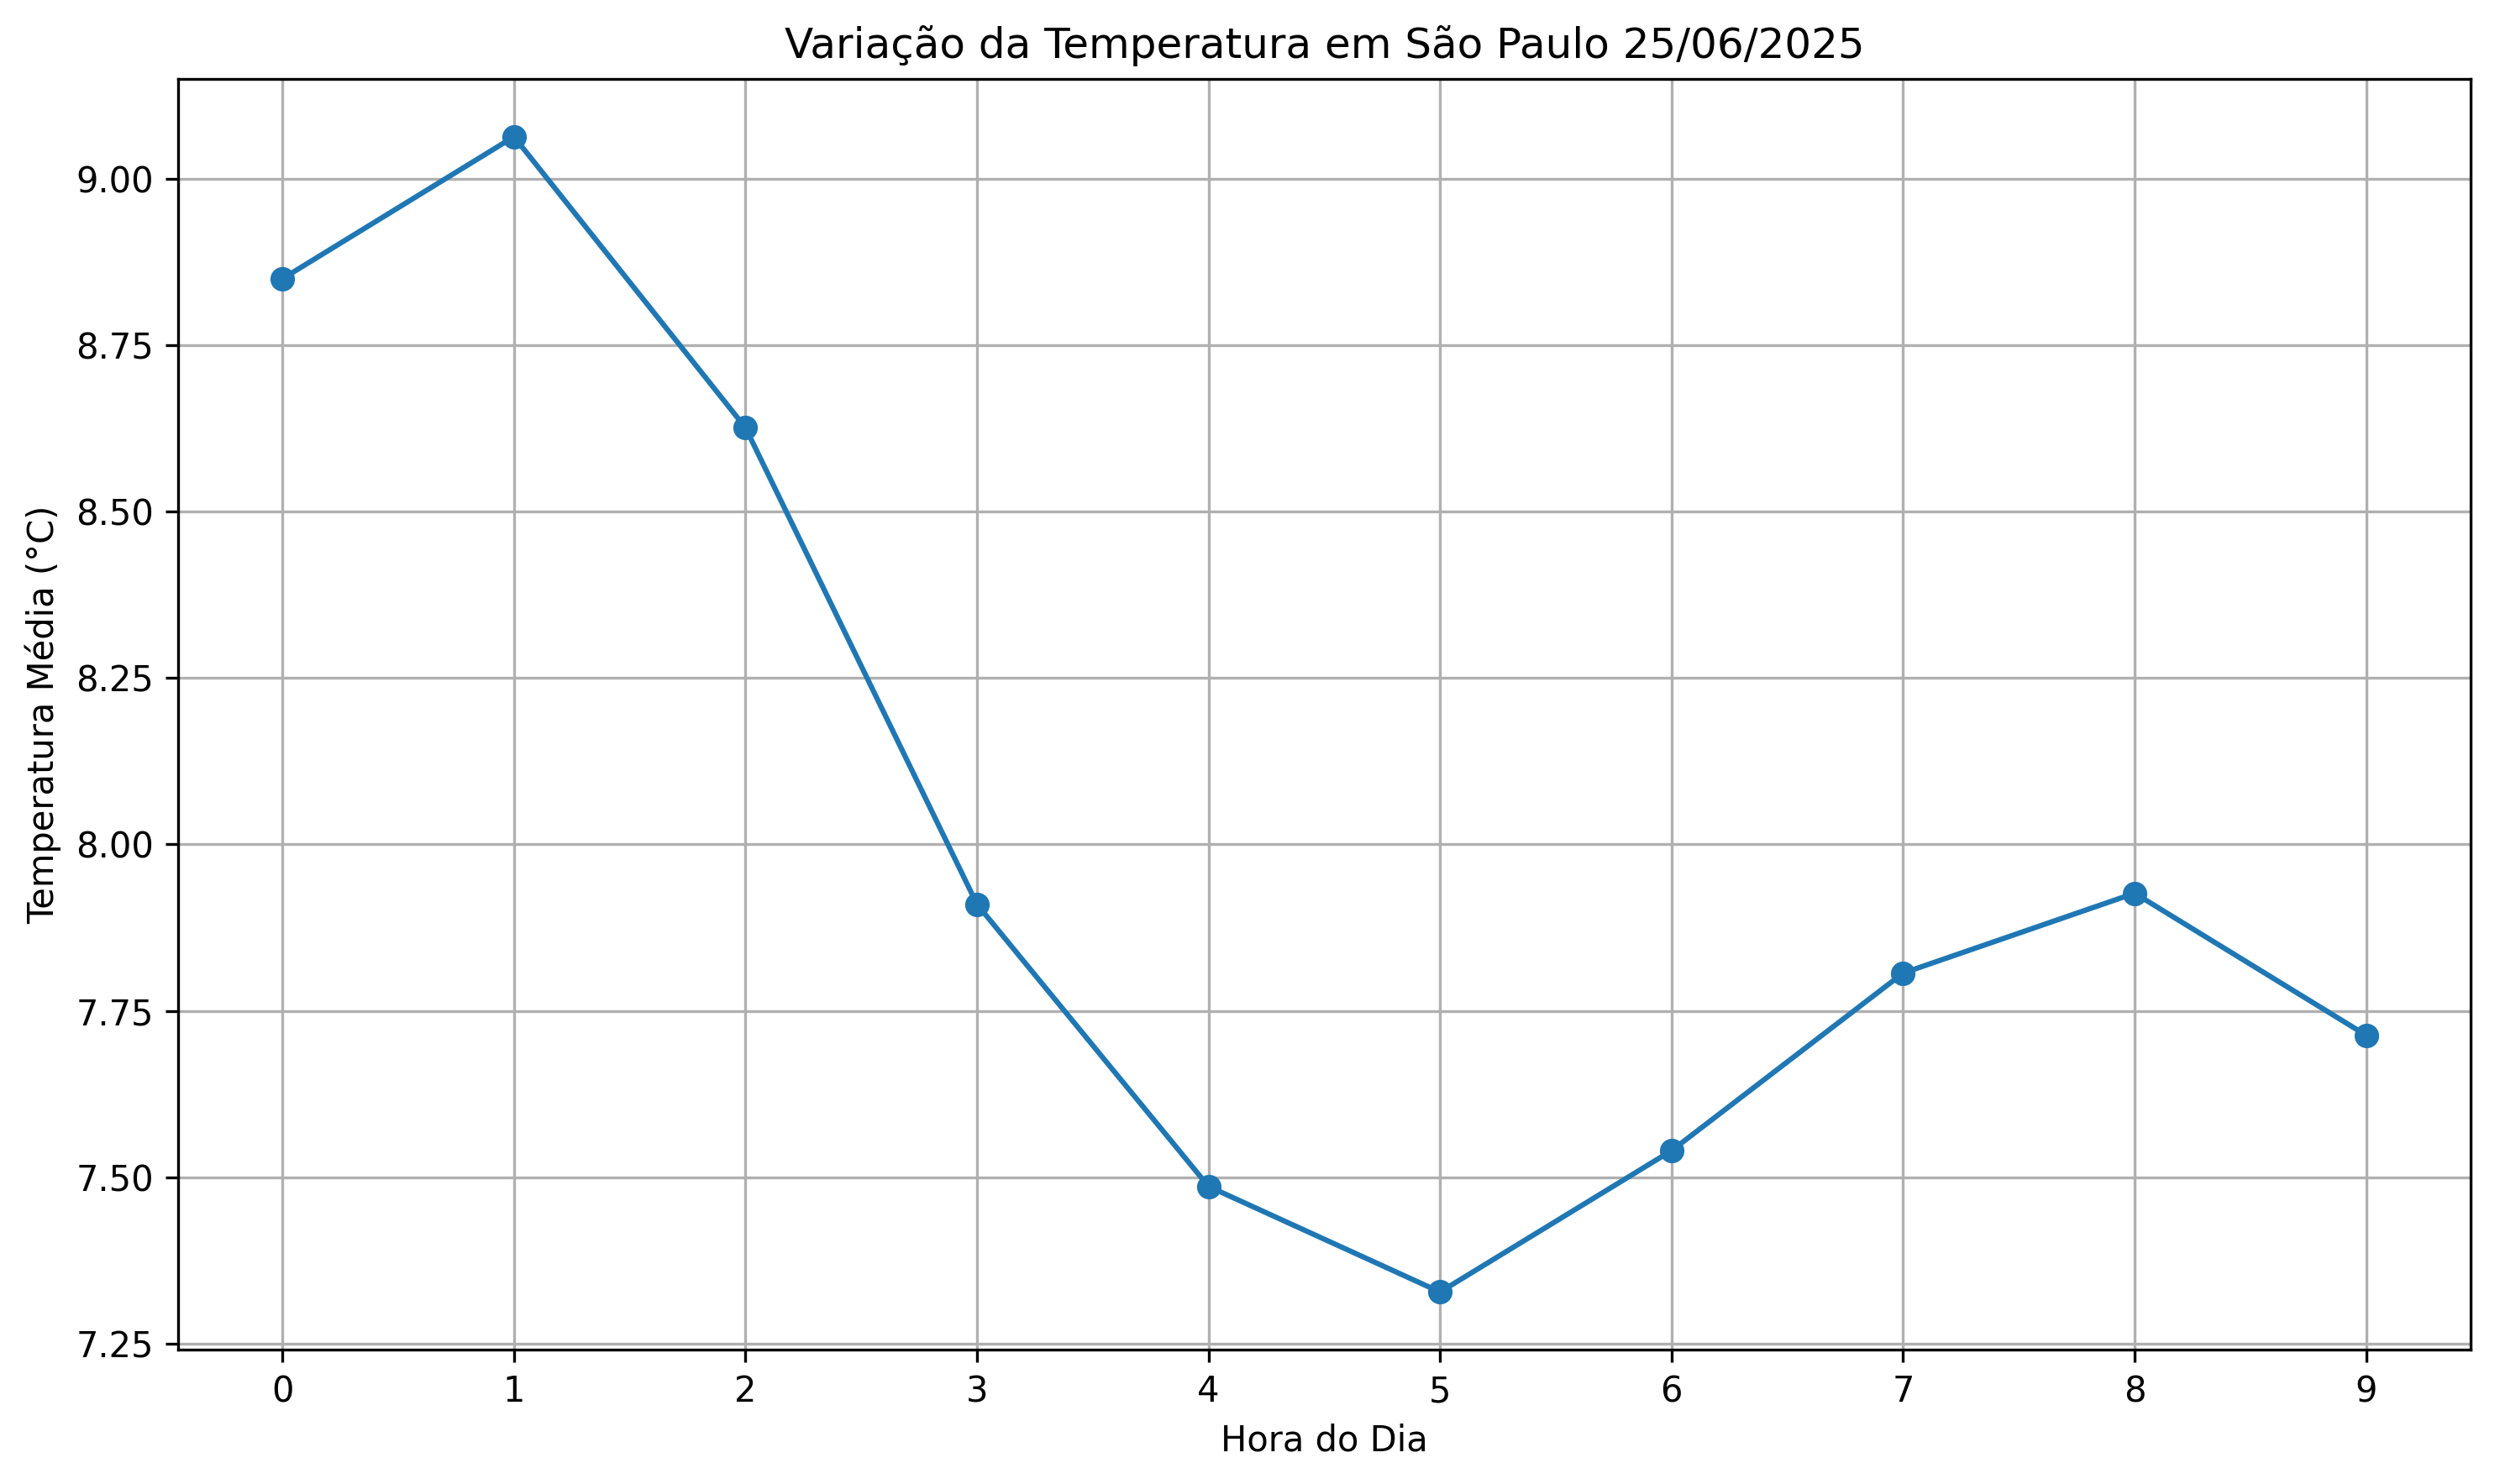 Variação da Temperatura em São Paulo 25/06/2025
Temperatura Média (°C)
9.00
8.75
8.50
8.25
8.00
7.75
7.50
7.25
0 1 2 3 4 5 6 7 8 9
Hora do Dia